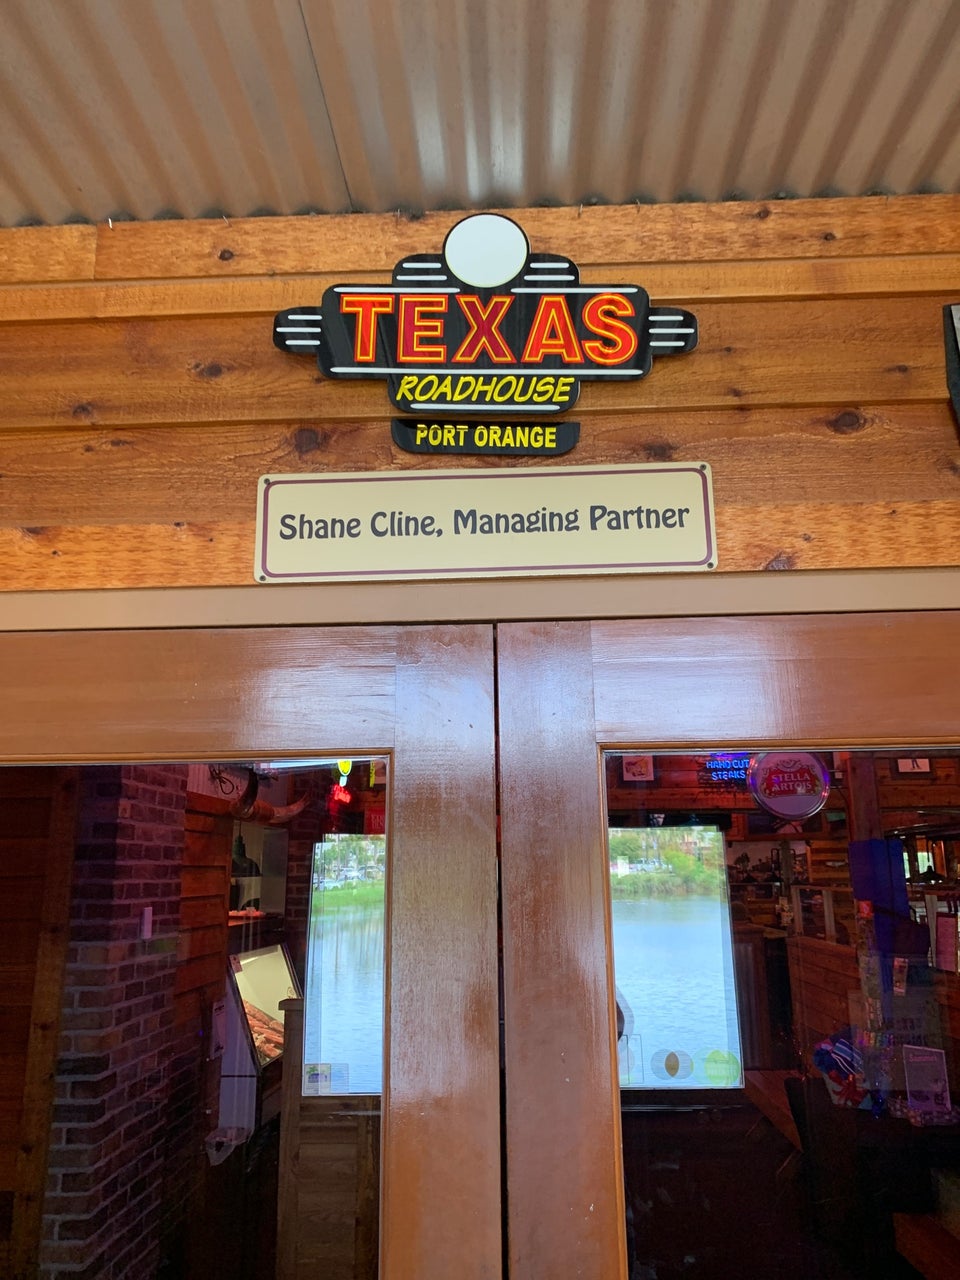 TEXAS
ROADHOUSE
PORT ORANGE
Shane Cline, Managing Partner
HAND CUT
STEAKS
STELLA
ARTOIS